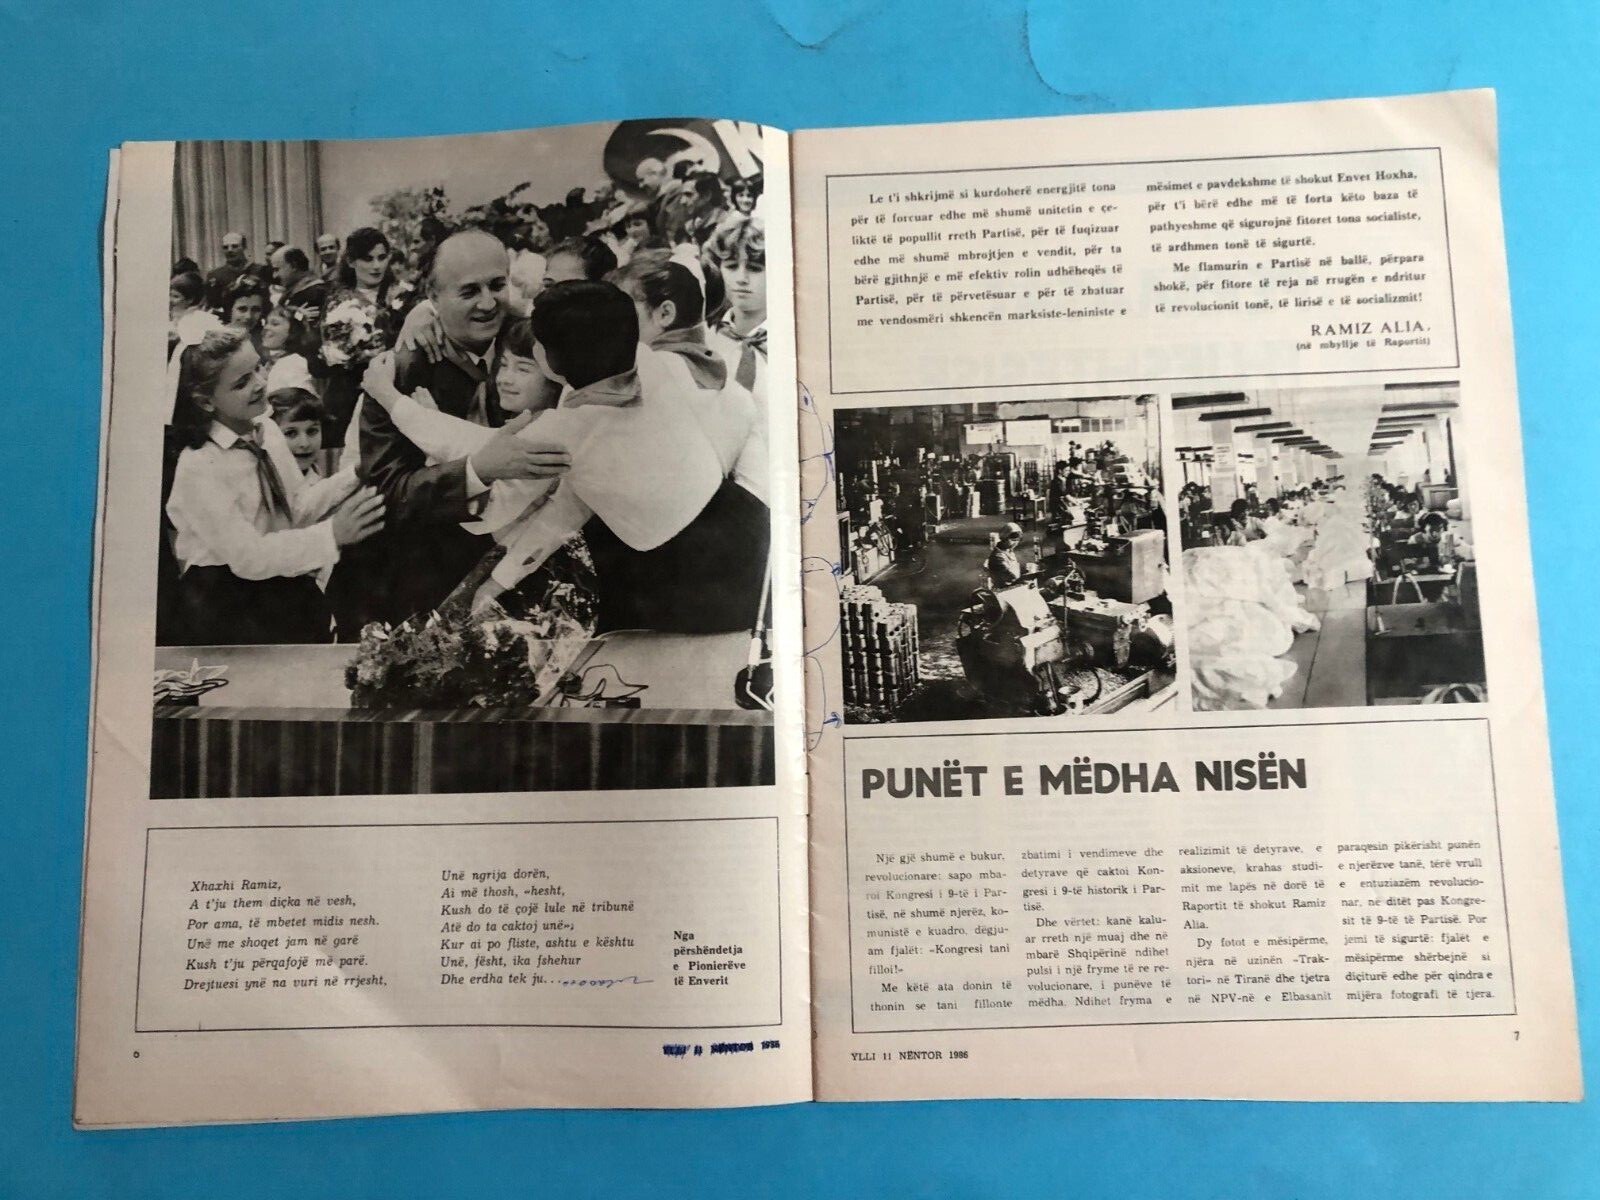 Xhaxhi Ramiz,
A t'ju them diçka në vesh,
Por ama, të mbetet midis nesh.
Unë me shoqet jam në garë
Kush t'ju përqafojë më parë.
Drejtuesi ynë na vuri në rrjesht,
Unë ngrija dorën,
Ai më thosh, «hesht,
Kush do të çojë lule në tribunë
Atë do ta caktoj unë»;
Kur ai po fliste, ashtu e kështu
Unë, fësht, ika fshehur
Dhe erdha tek ju...
Nga
përshëndetja
e Pionierëve
të Enverit
6
YLLI 11 NËNTOR 1986
Le t'i shkrijmë si kurdoherë energjitë tona
për të forcuar edhe më shumë unitetin e çe-
liktë të popullit rreth Partisë, për të fuqizuar
edhe më shumë mbrojtjen e vendit, për ta
bërë gjithnjë e më efektiv rolin udhëheqës të
Partisë, për të përvetësuar e për të zbatuar
me vendosmëri shkencën marksiste-leniniste e
mësimet e pavdekshme të shokut Enver Hoxha,
për t'i bërë edhe më të forta këto baza të
pathyeshme që sigurojnë fitoret tona socialiste,
të ardhmen tonë të sigurtë.
Me flamurin e Partisë në ballë, përpara
shokë, për fitore të reja në rrugën e ndritur
të revolucionit tonë, të lirisë e të socializmit!
RAMIZ ALIA.
(në mbyllje të Raportit)
PUNËT E MËDHA NISËN
Një gjë shumë e bukur,
revolucionare: sapo mba-
roi Kongresi i 9-të i Par-
tisë, në shumë njerëz, ko-
munistë e kuadro, dëgju-
am fjalët: «Kongresi tani
filloi!»
Me këtë ata donin të
thonin se tani fillonte
zbatimi i vendimeve dhe
detyrave që caktoi Kon-
gresi i 9-të historik i Par-
tisë.
Dhe vërtet: kanë kalu-
ar rreth një muaj dhe në
mbarë Shqipërinë ndihet
pulsi i një fryme të re re-
volucionare, i punëve të
mëdha. Ndihet fryma e
realizimit të detyrave, e
aksioneve, krahas studi-
mit me lapës në dorë të
Raportit të shokut Ramiz
Alia.
Dy fotot e mësipërme,
njëra në uzinën «Trak-
tori» në Tiranë dhe tjetra
në NPV-në e Elbasanit
paraqesin pikërisht punën
e njerëzve tanë, tërë vrull
e entuziazëm revolucio-
nar, në ditët pas Kongre-
sit të 9-të të Partisë. Por
jemi të sigurtë: fjalët e
mësipërme shërbejnë si
diçiturë edhe për qindra e
mijëra fotografi të tjera.
YLLI 11 NËNTOR 1986
7